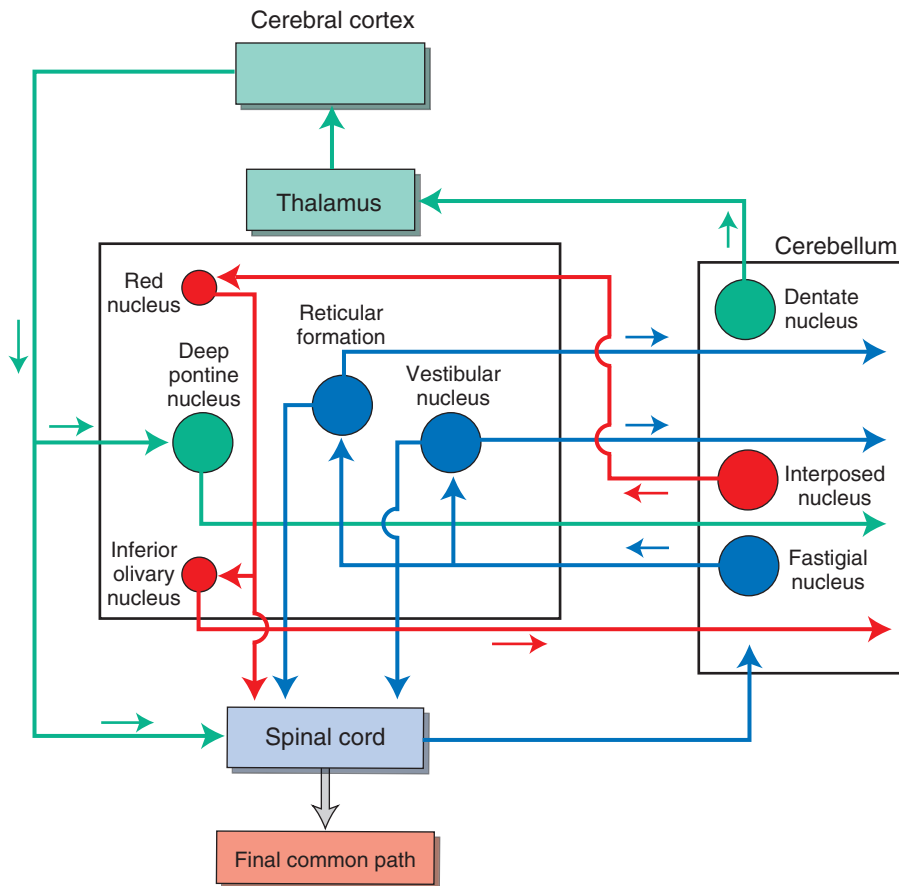 Cerebral cortex
Thalamus
Cerebellum
Red
nucleus
Reticular
formation
Dentate
nucleus
Deep
pontine
nucleus
Vestibular
nucleus
Interposed
nucleus
Inferior
olivary
nucleus
Fastigial
nucleus
Spinal cord
Final common path